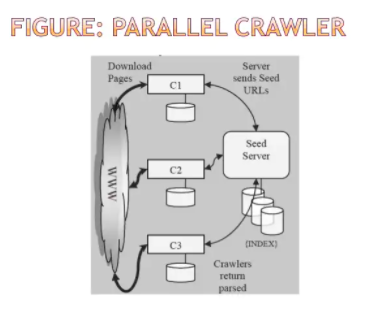 FIGURE: PARALLEL CRAWLER
Download
Pages
Server
sends Seed
URLs
C1
Seed
Server
WWW
C2
C3
{INDEX}
Crawlers
return
parsed